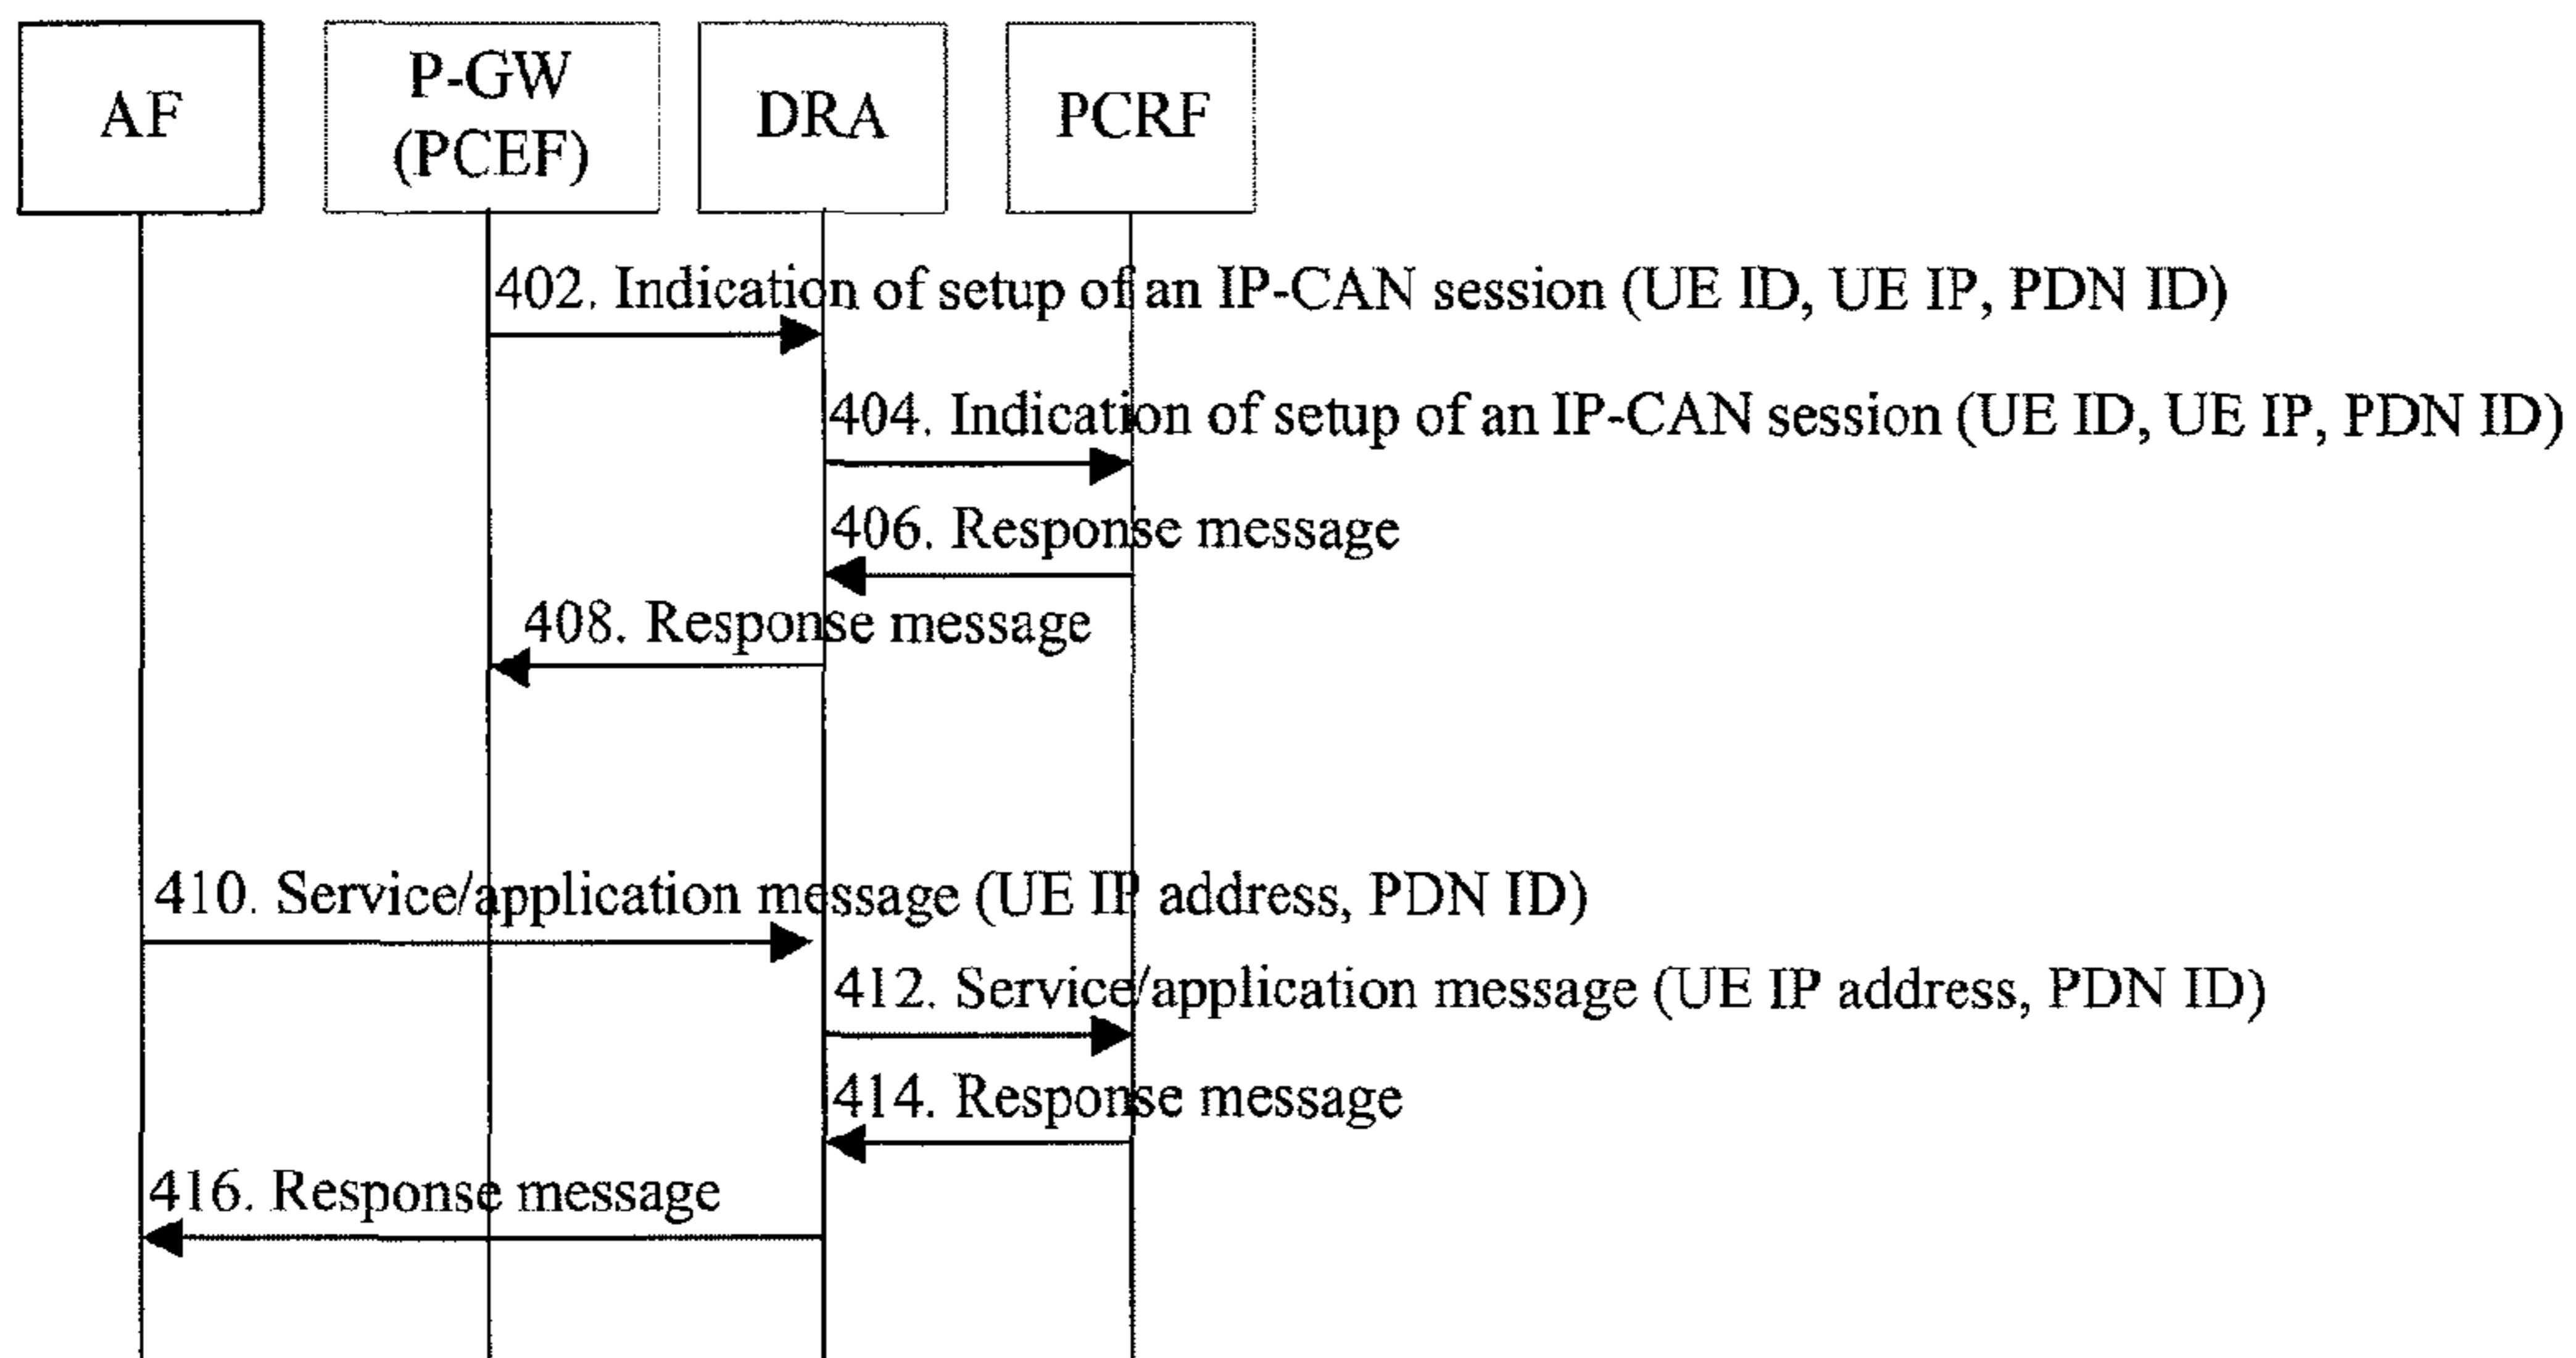 AF
P-GW
(PCEF)
DRA
PCRF
402. Indication of setup of an IP-CAN session (UE ID, UE IP, PDN ID)
404. Indication of setup of an IP-CAN session (UE ID, UE IP, PDN ID)
406. Response message
408. Response message
410. Service/application message (UE IP address, PDN ID)
412. Service/application message (UE IP address, PDN ID)
414. Response message
416. Response message